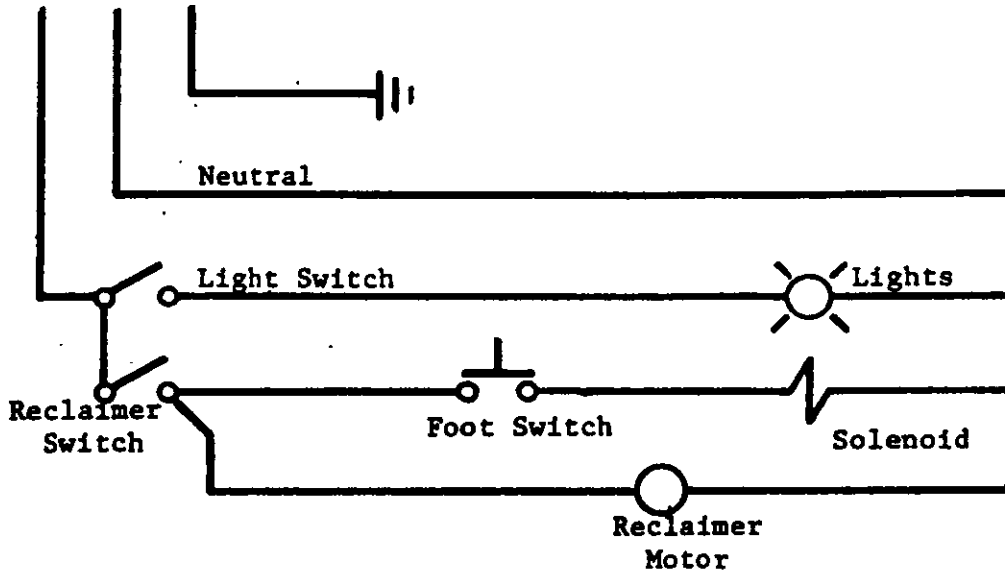 Neutral
Light Switch
Lights
Reclaimer
Switch
Foot Switch
Solenoid
Reclaimer
Motor